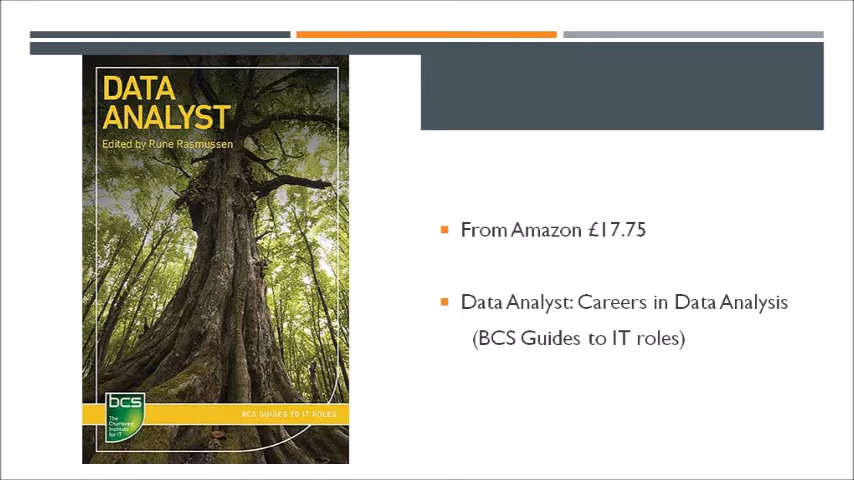 DATA
ANALYST
Edited by Rune Rasmussen
bcs
The
Chartered
Institute
for IT
BCS GUIDES TO IT ROLES
From Amazon £17.75
Data Analyst: Careers in Data Analysis
(BCS Guides to IT roles)